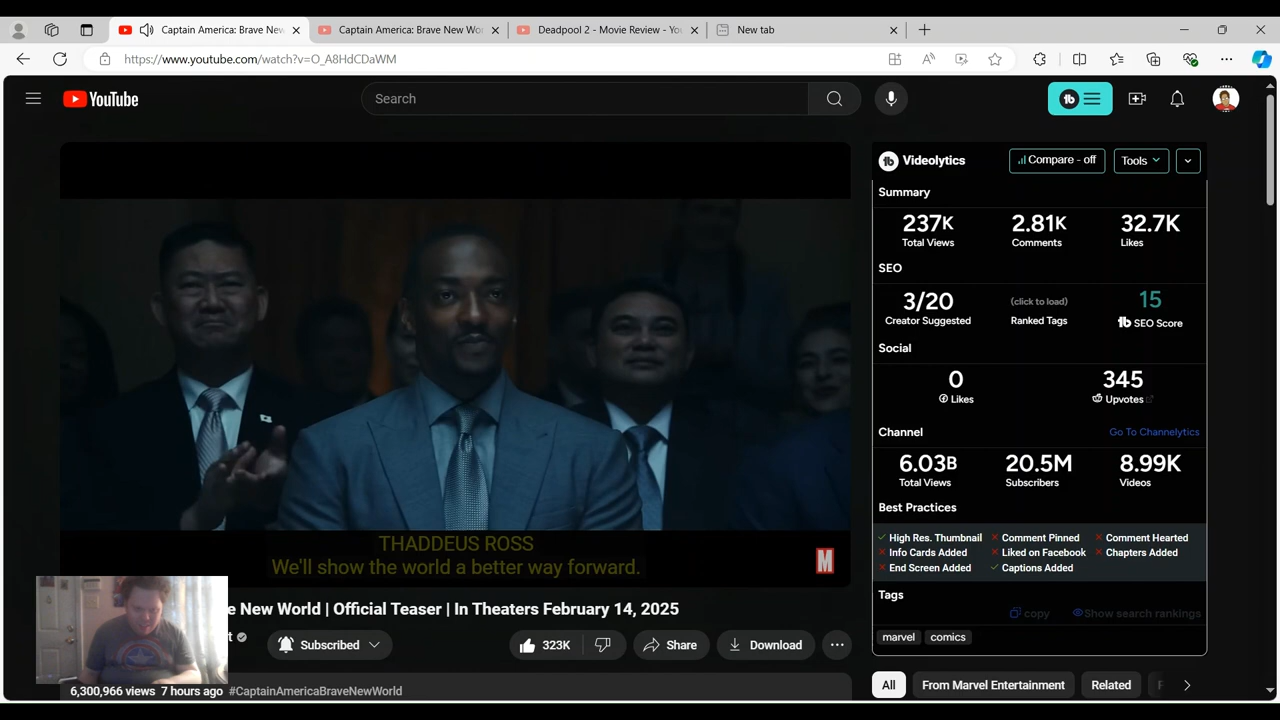 Captain America: Brave New
Captain America: Brave New Wo
Deadpool 2 - Movie Review - You
New tab
https://www.youtube.com/watch?v=O_A8HdCDaWM
YouTube
Search
Videolytics
Compare - off
Tools
Summary
237K
2.81K
32.7K
Total Views
Comments
Likes
SEO
3/20
(click to load)
15
Creator Suggested
Ranked Tags
SEO Score
Social
0
345
Likes
Upvotes
Channel
Go To Channelytics
6.03B
20.5M
8.99K
Total Views
Subscribers
Videos
Best Practices
High Res. Thumbnail
Comment Pinned
Comment Hearted
Info Cards Added
Liked on Facebook
Chapters Added
End Screen Added
Captions Added
Tags
copy
Show search rankings
marvel
comics
THADDEUS ROSS
We'll show the world a better way forward.
M
e New World | Official Teaser | In Theaters February 14, 2025
t
Subscribed
323K
Share
Download
6,300,966 views 7 hours ago #CaptainAmericaBraveNewWorld
All
From Marvel Entertainment
Related
F